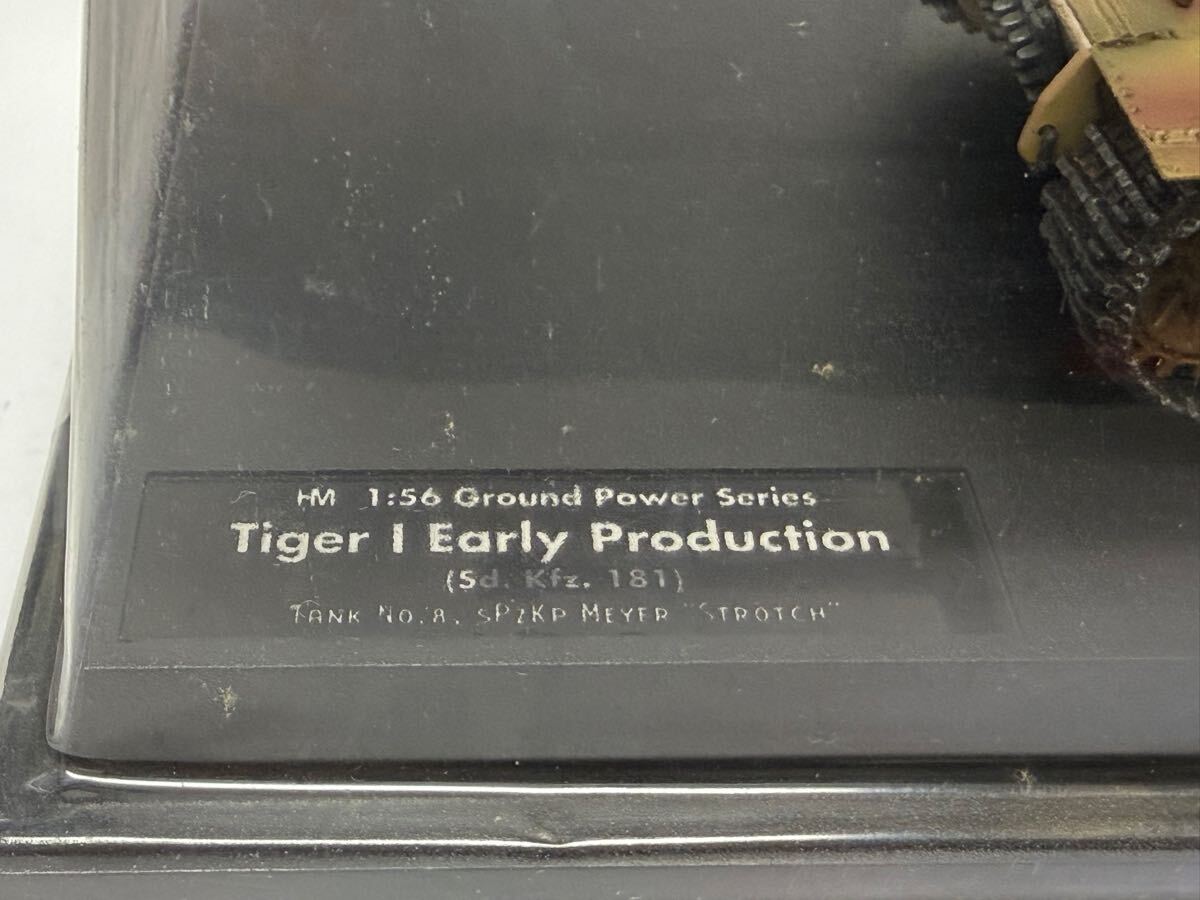 HM 1:56 Ground Power Series
Tiger I Early Production
(Sd. Kfz. 181)
TANK NO. 8, SPZKP MEYER "STROTCH"